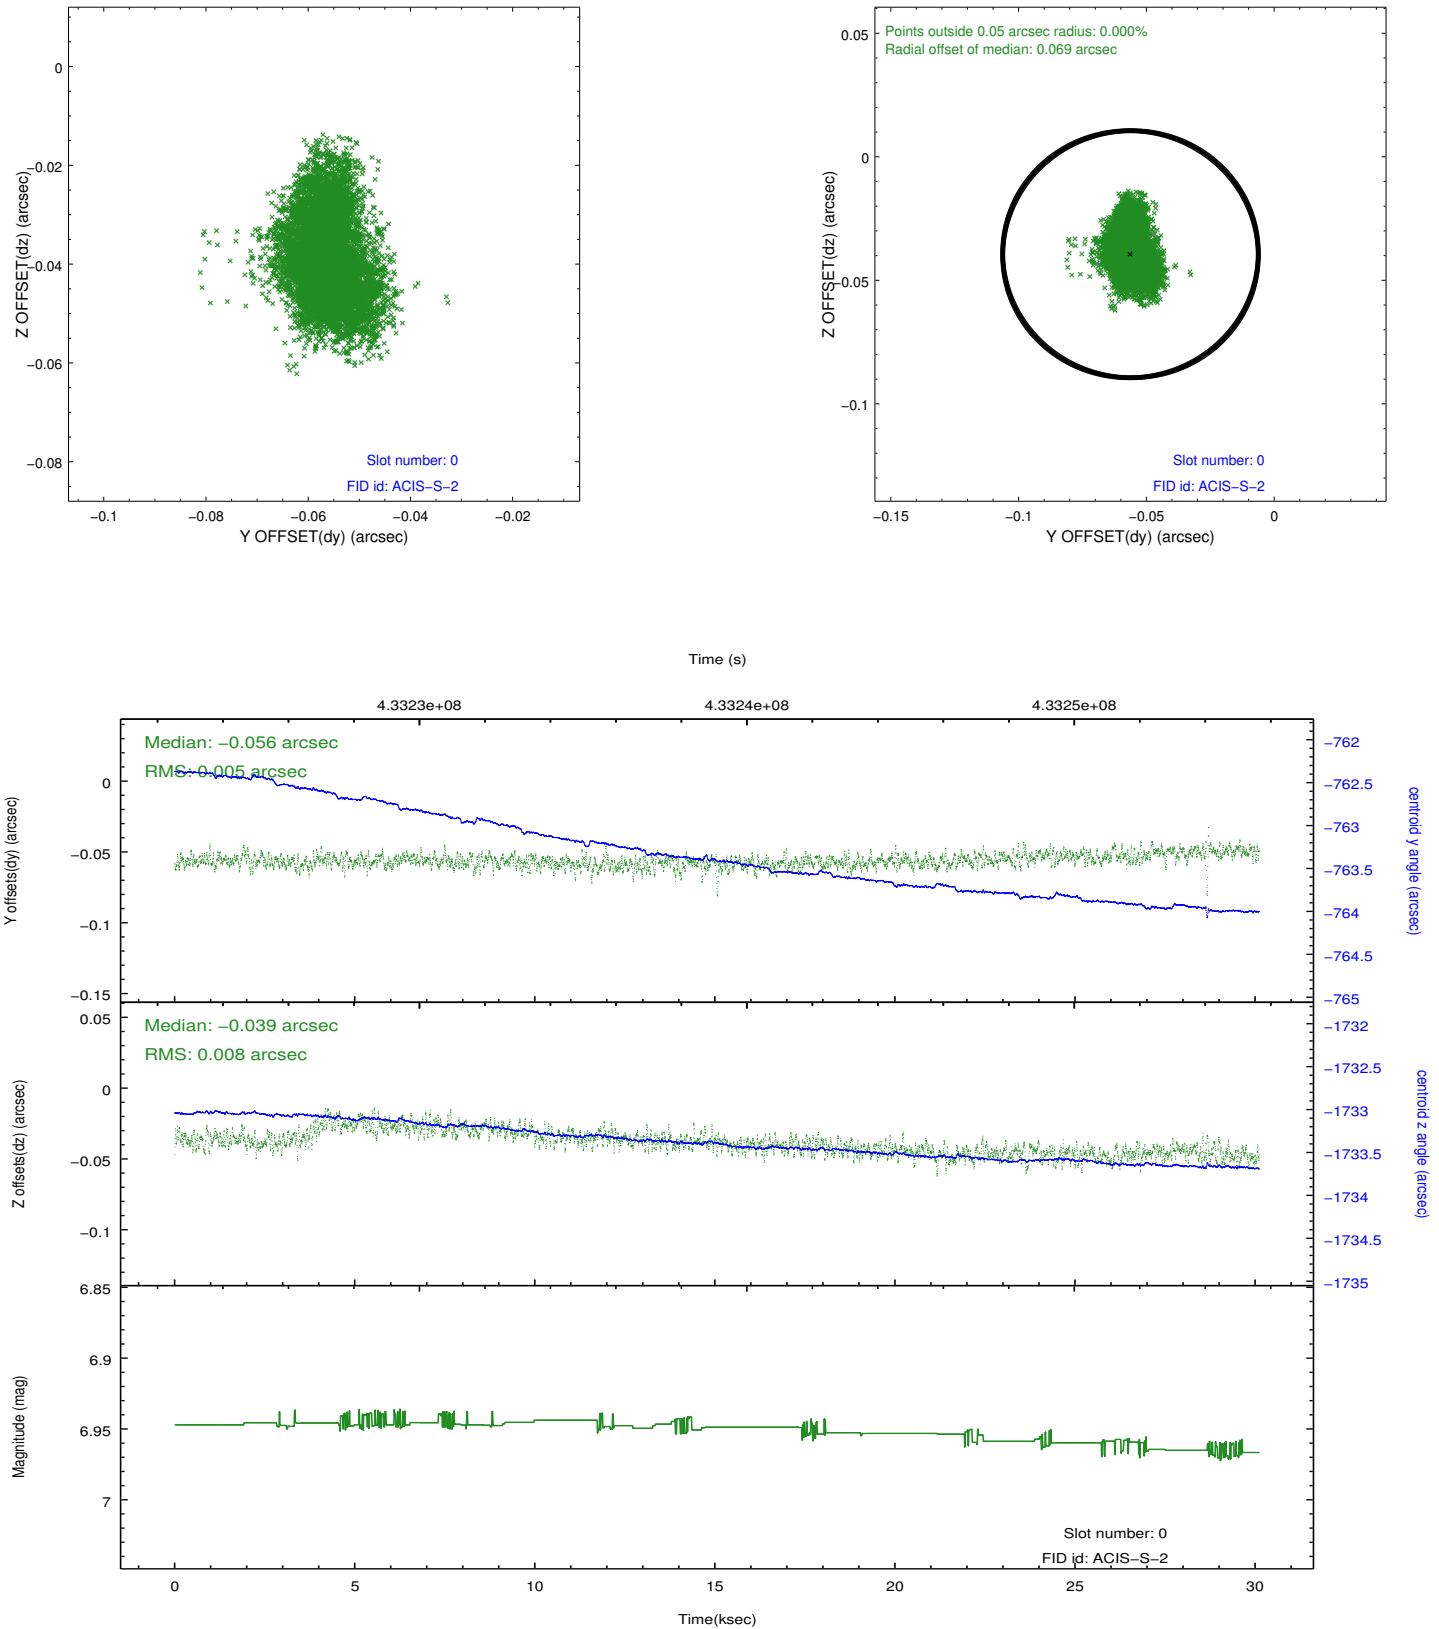 0
−0.02
−0.04
−0.06
−0.08
Z OFFSET(dz) (arcsec)
Slot number: 0
FID id: ACIS−S−2
−0.1
−0.08
−0.06
−0.04
−0.02
Y OFFSET(dy) (arcsec)
Points outside 0.05 arcsec radius: 0.000%
Radial offset of median: 0.069 arcsec
0.05
0
−0.05
−0.1
Z OFFSET(dz) (arcsec)
Slot number: 0
FID id: ACIS−S−2
−0.15
−0.1
−0.05
0
Y OFFSET(dy) (arcsec)
Time (s)
4.3323e+08
4.3324e+08
4.3325e+08
Median: −0.056 arcsec
RMS: 0.005 arcsec
0
−0.05
−0.1
−0.15
Y offsets(dy) (arcsec)
−762
−762.5
−763
−763.5
−764
−764.5
−765
centroid y angle (arcsec)
Median: −0.039 arcsec
RMS: 0.008 arcsec
0.05
0
−0.05
−0.1
Z offsets(dz) (arcsec)
−1732
−1732.5
−1733
−1733.5
−1734
−1734.5
−1735
centroid z angle (arcsec)
6.85
6.9
6.95
7
Magnitude (mag)
Slot number: 0
FID id: ACIS−S−2
0
5
10
15
20
25
30
Time(ksec)